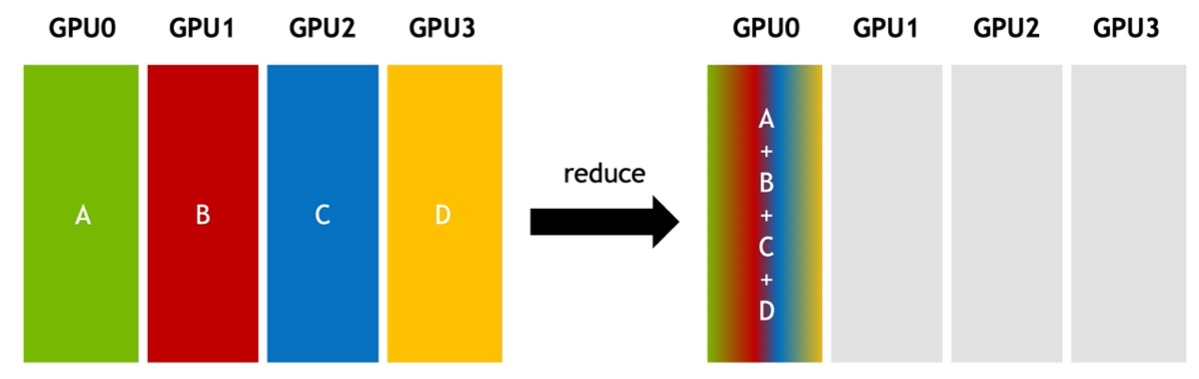 GPU0 GPU1 GPU2 GPU3
A B C D
reduce
GPU0 GPU1 GPU2 GPU3
A
+
B
+
C
+
D